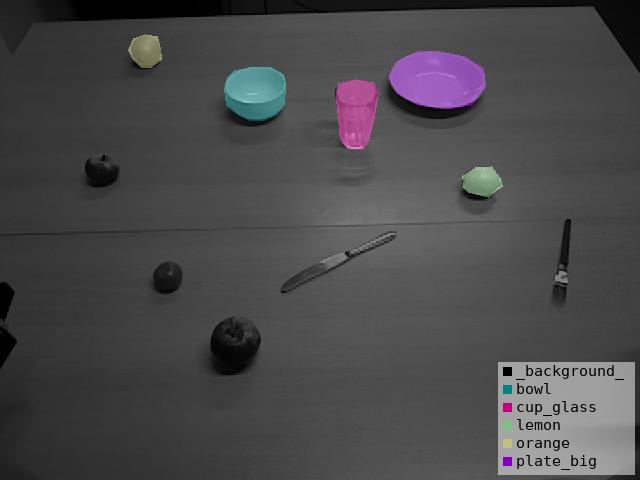 _background_
bowl
cup_glass
lemon
orange
plate_big